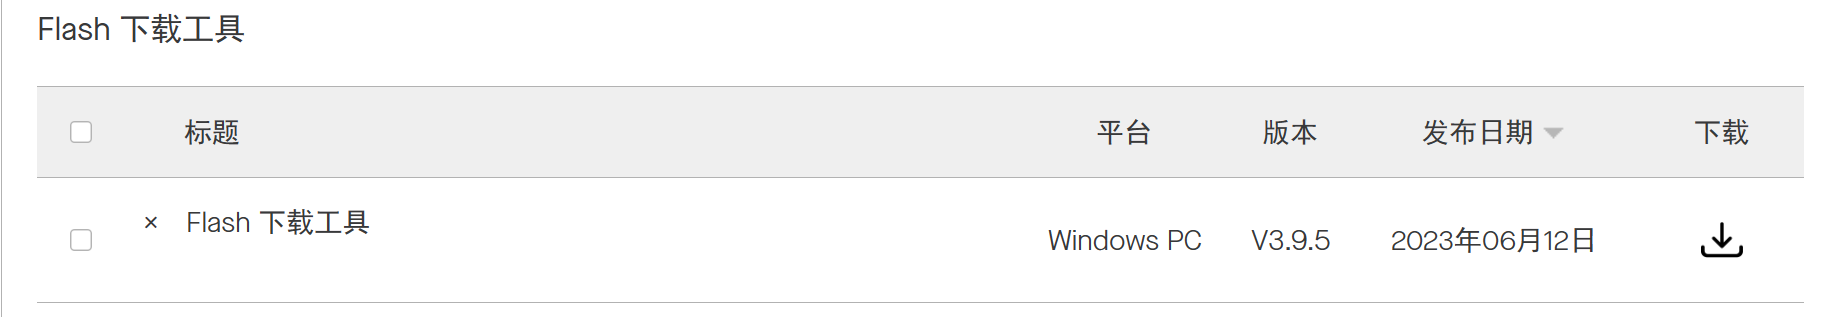 Flash 下载工具
标题 平台 版本 发布日期 下载
× Flash 下载工具 Windows PC V3.9.5 2023年06月12日